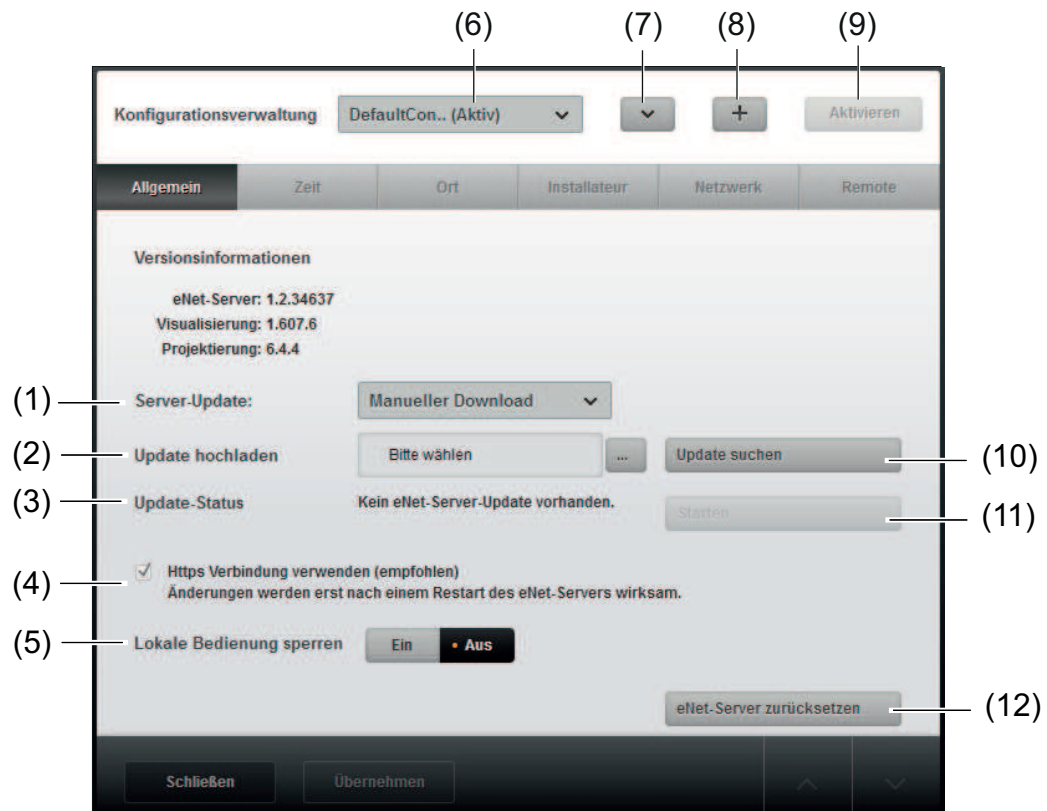 (6) (7) (8) (9)
Konfigurationsverwaltung DefaultCon.. (Aktiv) + Aktivieren
Allgemein Zeit Ort Installateur Netzwerk Remote
Versionsinformationen
eNet-Server: 1.2.34637
Visualisierung: 1.607.6
Projektierung: 6.4.4
(1) Server-Update: Manueller Download
(2) Update hochladen Bitte wählen ... Update suchen (10)
(3) Update-Status Kein eNet-Server-Update vorhanden. Starten (11)
(4) Https Verbindung verwenden (empfohlen)
Änderungen werden erst nach einem Restart des eNet-Servers wirksam.
(5) Lokale Bedienung sperren Ein • Aus
eNet-Server zurücksetzen (12)
Schließen Übernehmen